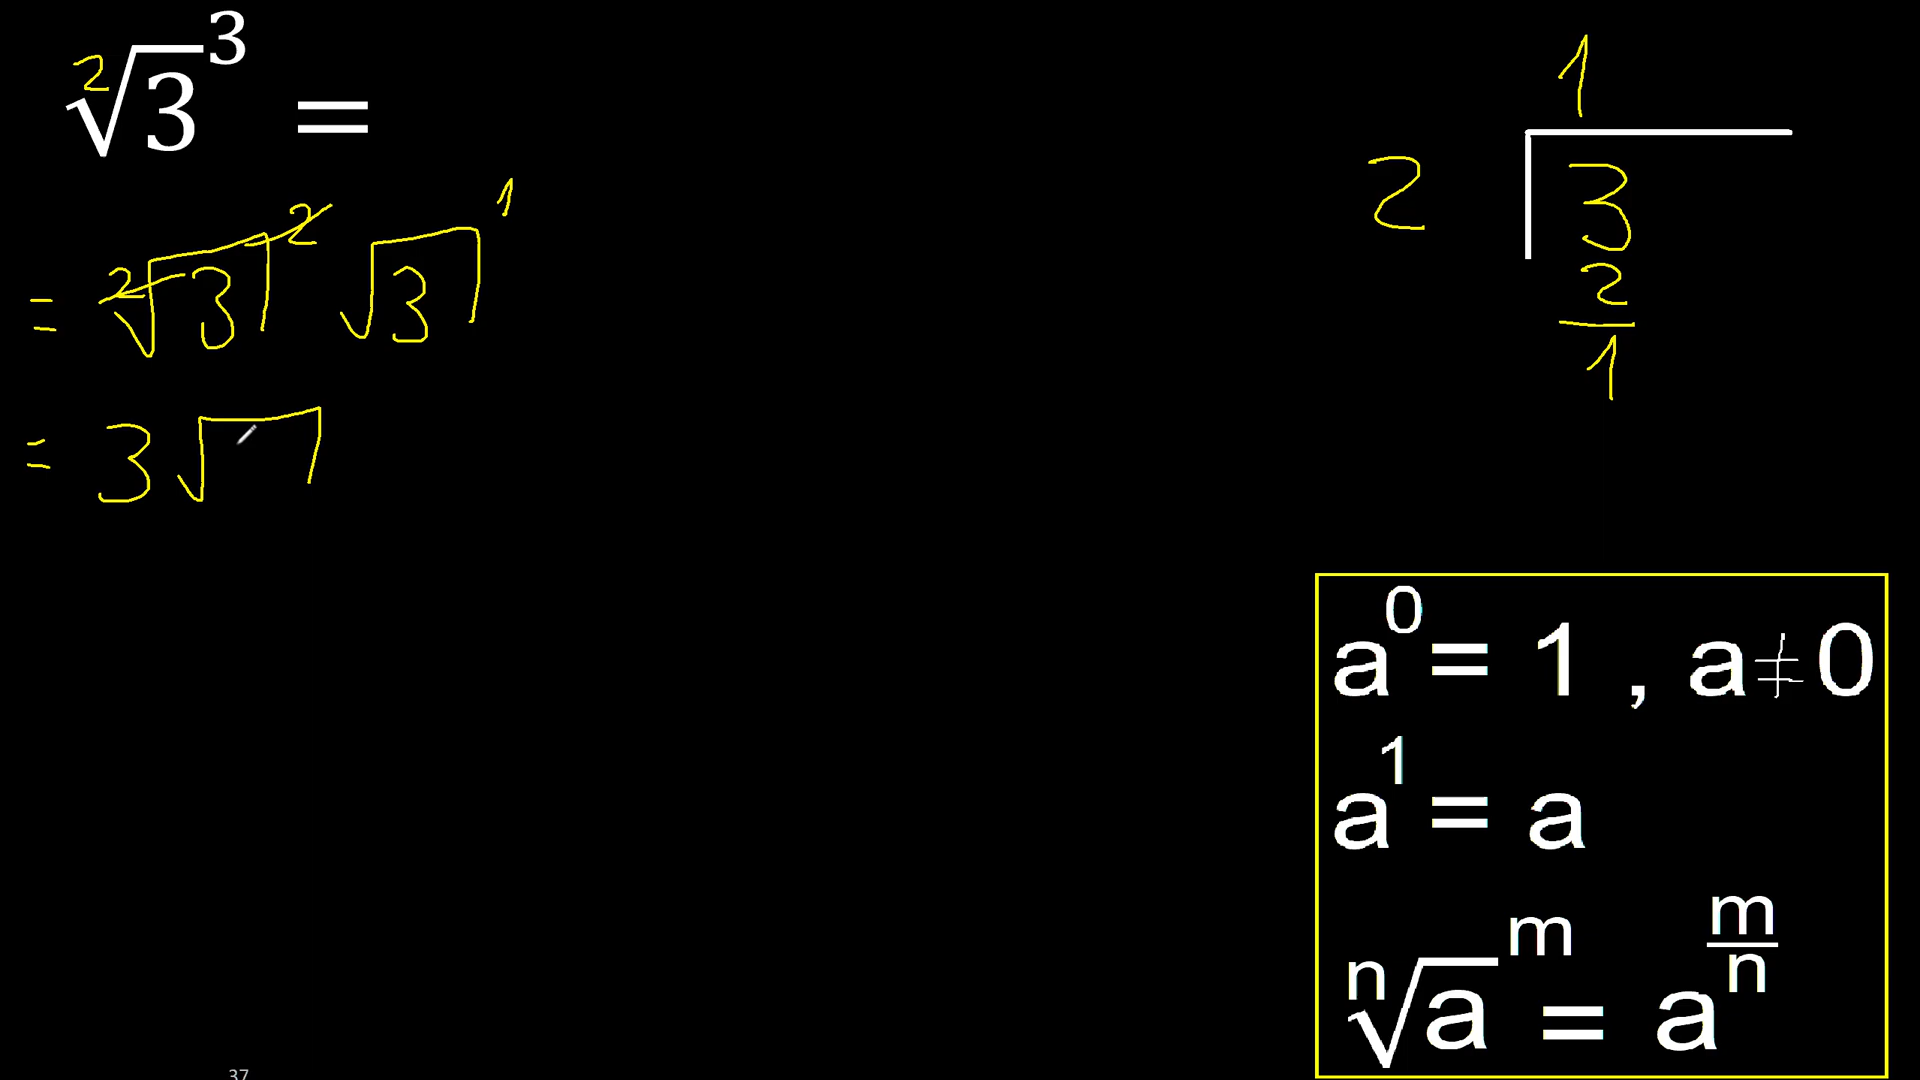 ²√3³ =
= ²√3² √3¹
= 3√
1
2 3
2
1
a⁰ = 1 , a ≠ 0
a¹ = a
ⁿ√aᵐ = a^(m/n)
37